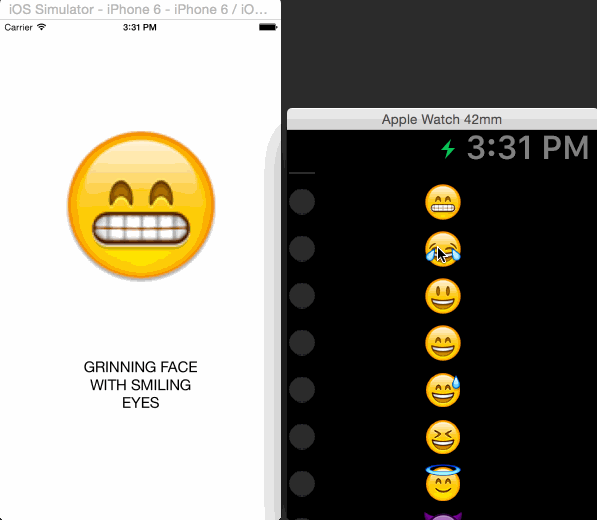 iOS Simulator - iPhone 6 - iPhone 6 / iO...
Carrier 3:31 PM
GRINNING FACE
WITH SMILING
EYES
Apple Watch 42mm
3:31 PM